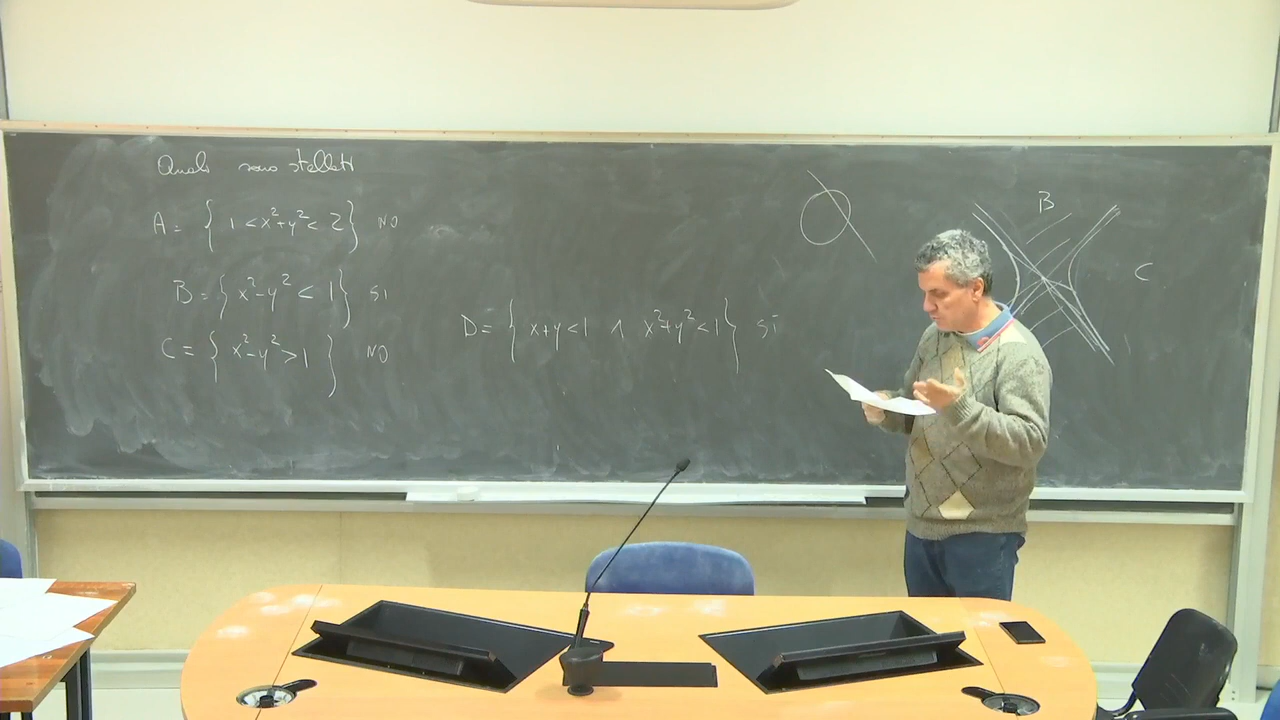 Quali sono stellati
A = { 1 < x² + y² < 2 } NO
B = { x² - y² < 1 } SI
C = { x² - y² > 1 } NO
D = { x + y < 1 ∧ x² + y² < 1 } SI
B
C